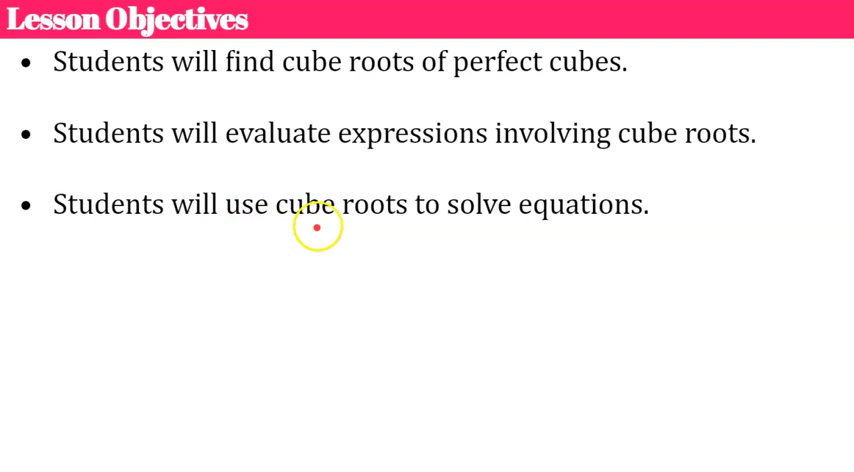 Lesson Objectives
• Students will find cube roots of perfect cubes.
• Students will evaluate expressions involving cube roots.
• Students will use cube roots to solve equations.